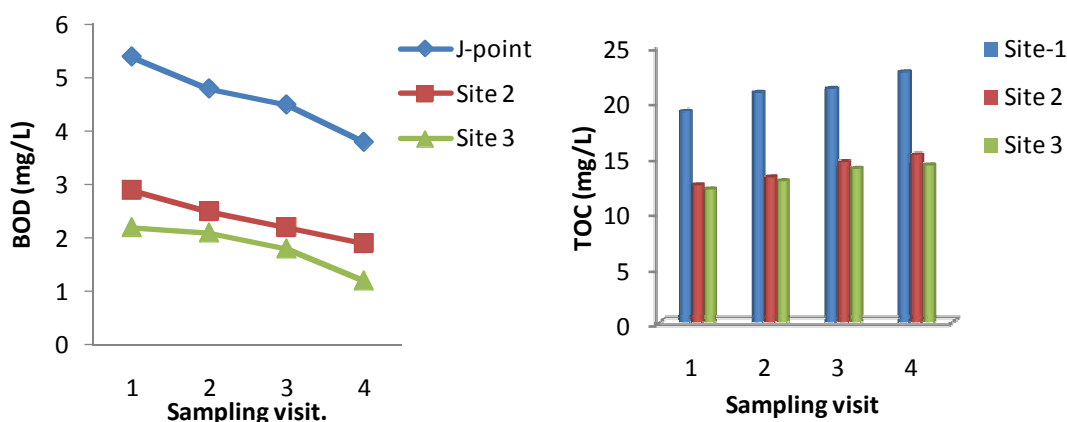 6
5
4
3
2
1
0
BOD (mg/L)
1 2 3 4
Sampling visit.
J-point
Site 2
Site 3
25
20
15
10
5
0
TOC (mg/L)
1 2 3 4
Sampling visit
Site-1
Site 2
Site 3